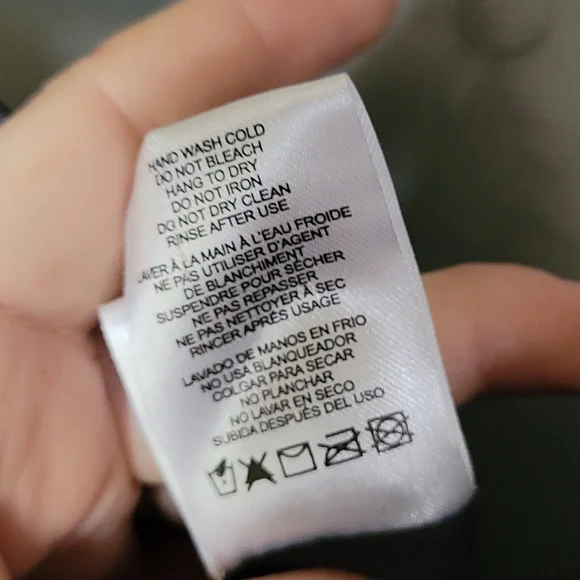 HAND WASH COLD
DO NOT BLEACH
HANG TO DRY
DO NOT IRON
DO NOT DRY CLEAN
RINSE AFTER USE
LAVER À LA MAIN À L'EAU FROIDE
NE PAS UTILISER D'AGENT
DE BLANCHIMENT
SUSPENDRE POUR SÉCHER
NE PAS REPASSER
NE PAS NETTOYER À SEC
RINCER APRÈS USAGE
LAVADO DE MANOS EN FRIO
NO USA BLANQUEADOR
COLGAR PARA SECAR
NO PLANCHAR
NO LAVAR EN SECO
SUBIDA DESPUÉS DEL USO